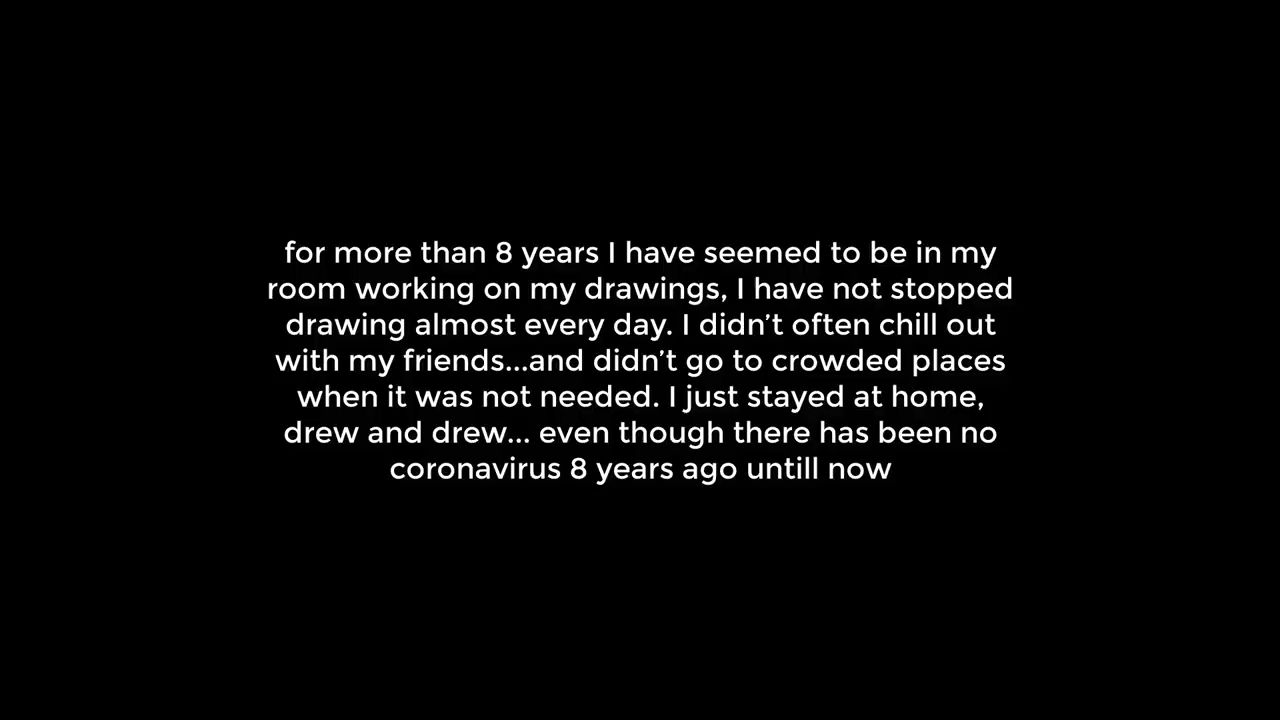 for more than 8 years I have seemed to be in my
room working on my drawings, I have not stopped
drawing almost every day. I didn’t often chill out
with my friends...and didn’t go to crowded places
when it was not needed. I just stayed at home,
drew and drew... even though there has been no
coronavirus 8 years ago untill now